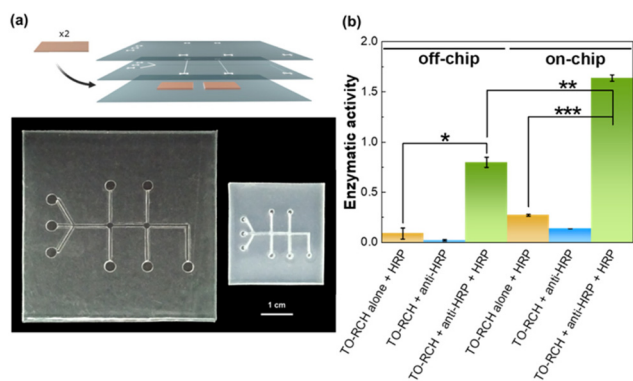 (a)
x2
1 cm
(b)
Enzymatic activity
2.0
1.5
1.0
0.5
0.0
off-chip
on-chip
*
**
***
TO-RCH alone + HRP
TO-RCH + anti-HRP
TO-RCH + anti-HRP + HRP
TO-RCH alone + HRP
TO-RCH + anti-HRP
TO-RCH + anti-HRP + HRP